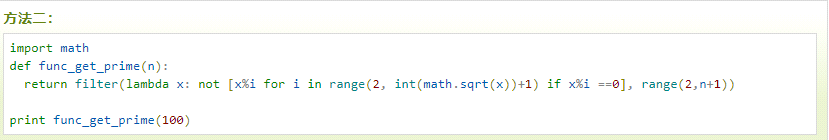 方法二：
import math
def func_get_prime(n):
  return filter(lambda x: not [x%i for i in range(2, int(math.sqrt(x))+1) if x%i ==0], range(2,n+1))
print func_get_prime(100)